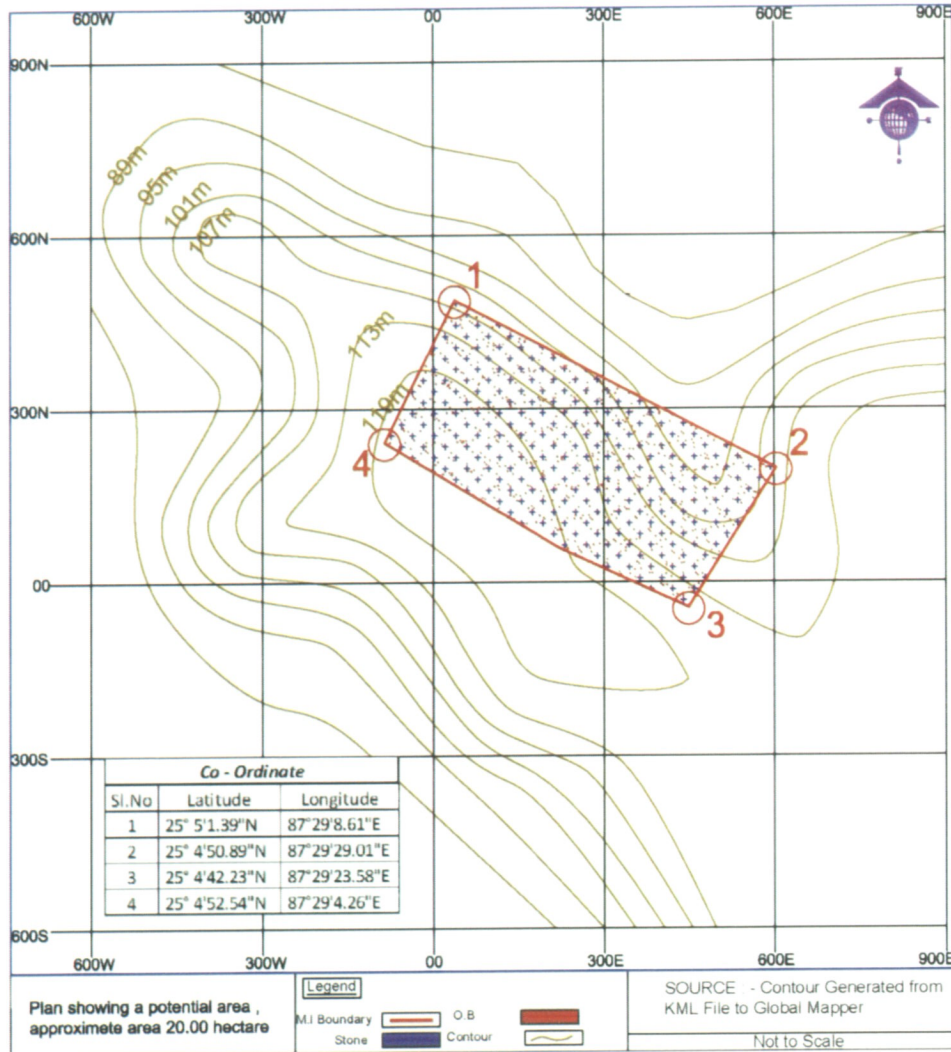 600W 300W 00 300E 600E 900E
900N
89m
95m
101m
107m
600N
1
113m
300N
119m
2
4
00
3
300S
Co - Ordinate
Sl.No Latitude Longitude
1 25° 5'1.39"N 87°29'8.61"E
2 25° 4'50.89"N 87°29'29.01"E
3 25° 4'42.23"N 87°29'23.58"E
4 25° 4'52.54"N 87°29'4.26"E
600S
600W 300W 00 300E 600E 900E
Plan showing a potential area ,
approximete area 20.00 hectare
Legend
M.I Boundary O.B
Stone Contour
SOURCE :- Contour Generated from
KML File to Global Mapper
Not to Scale